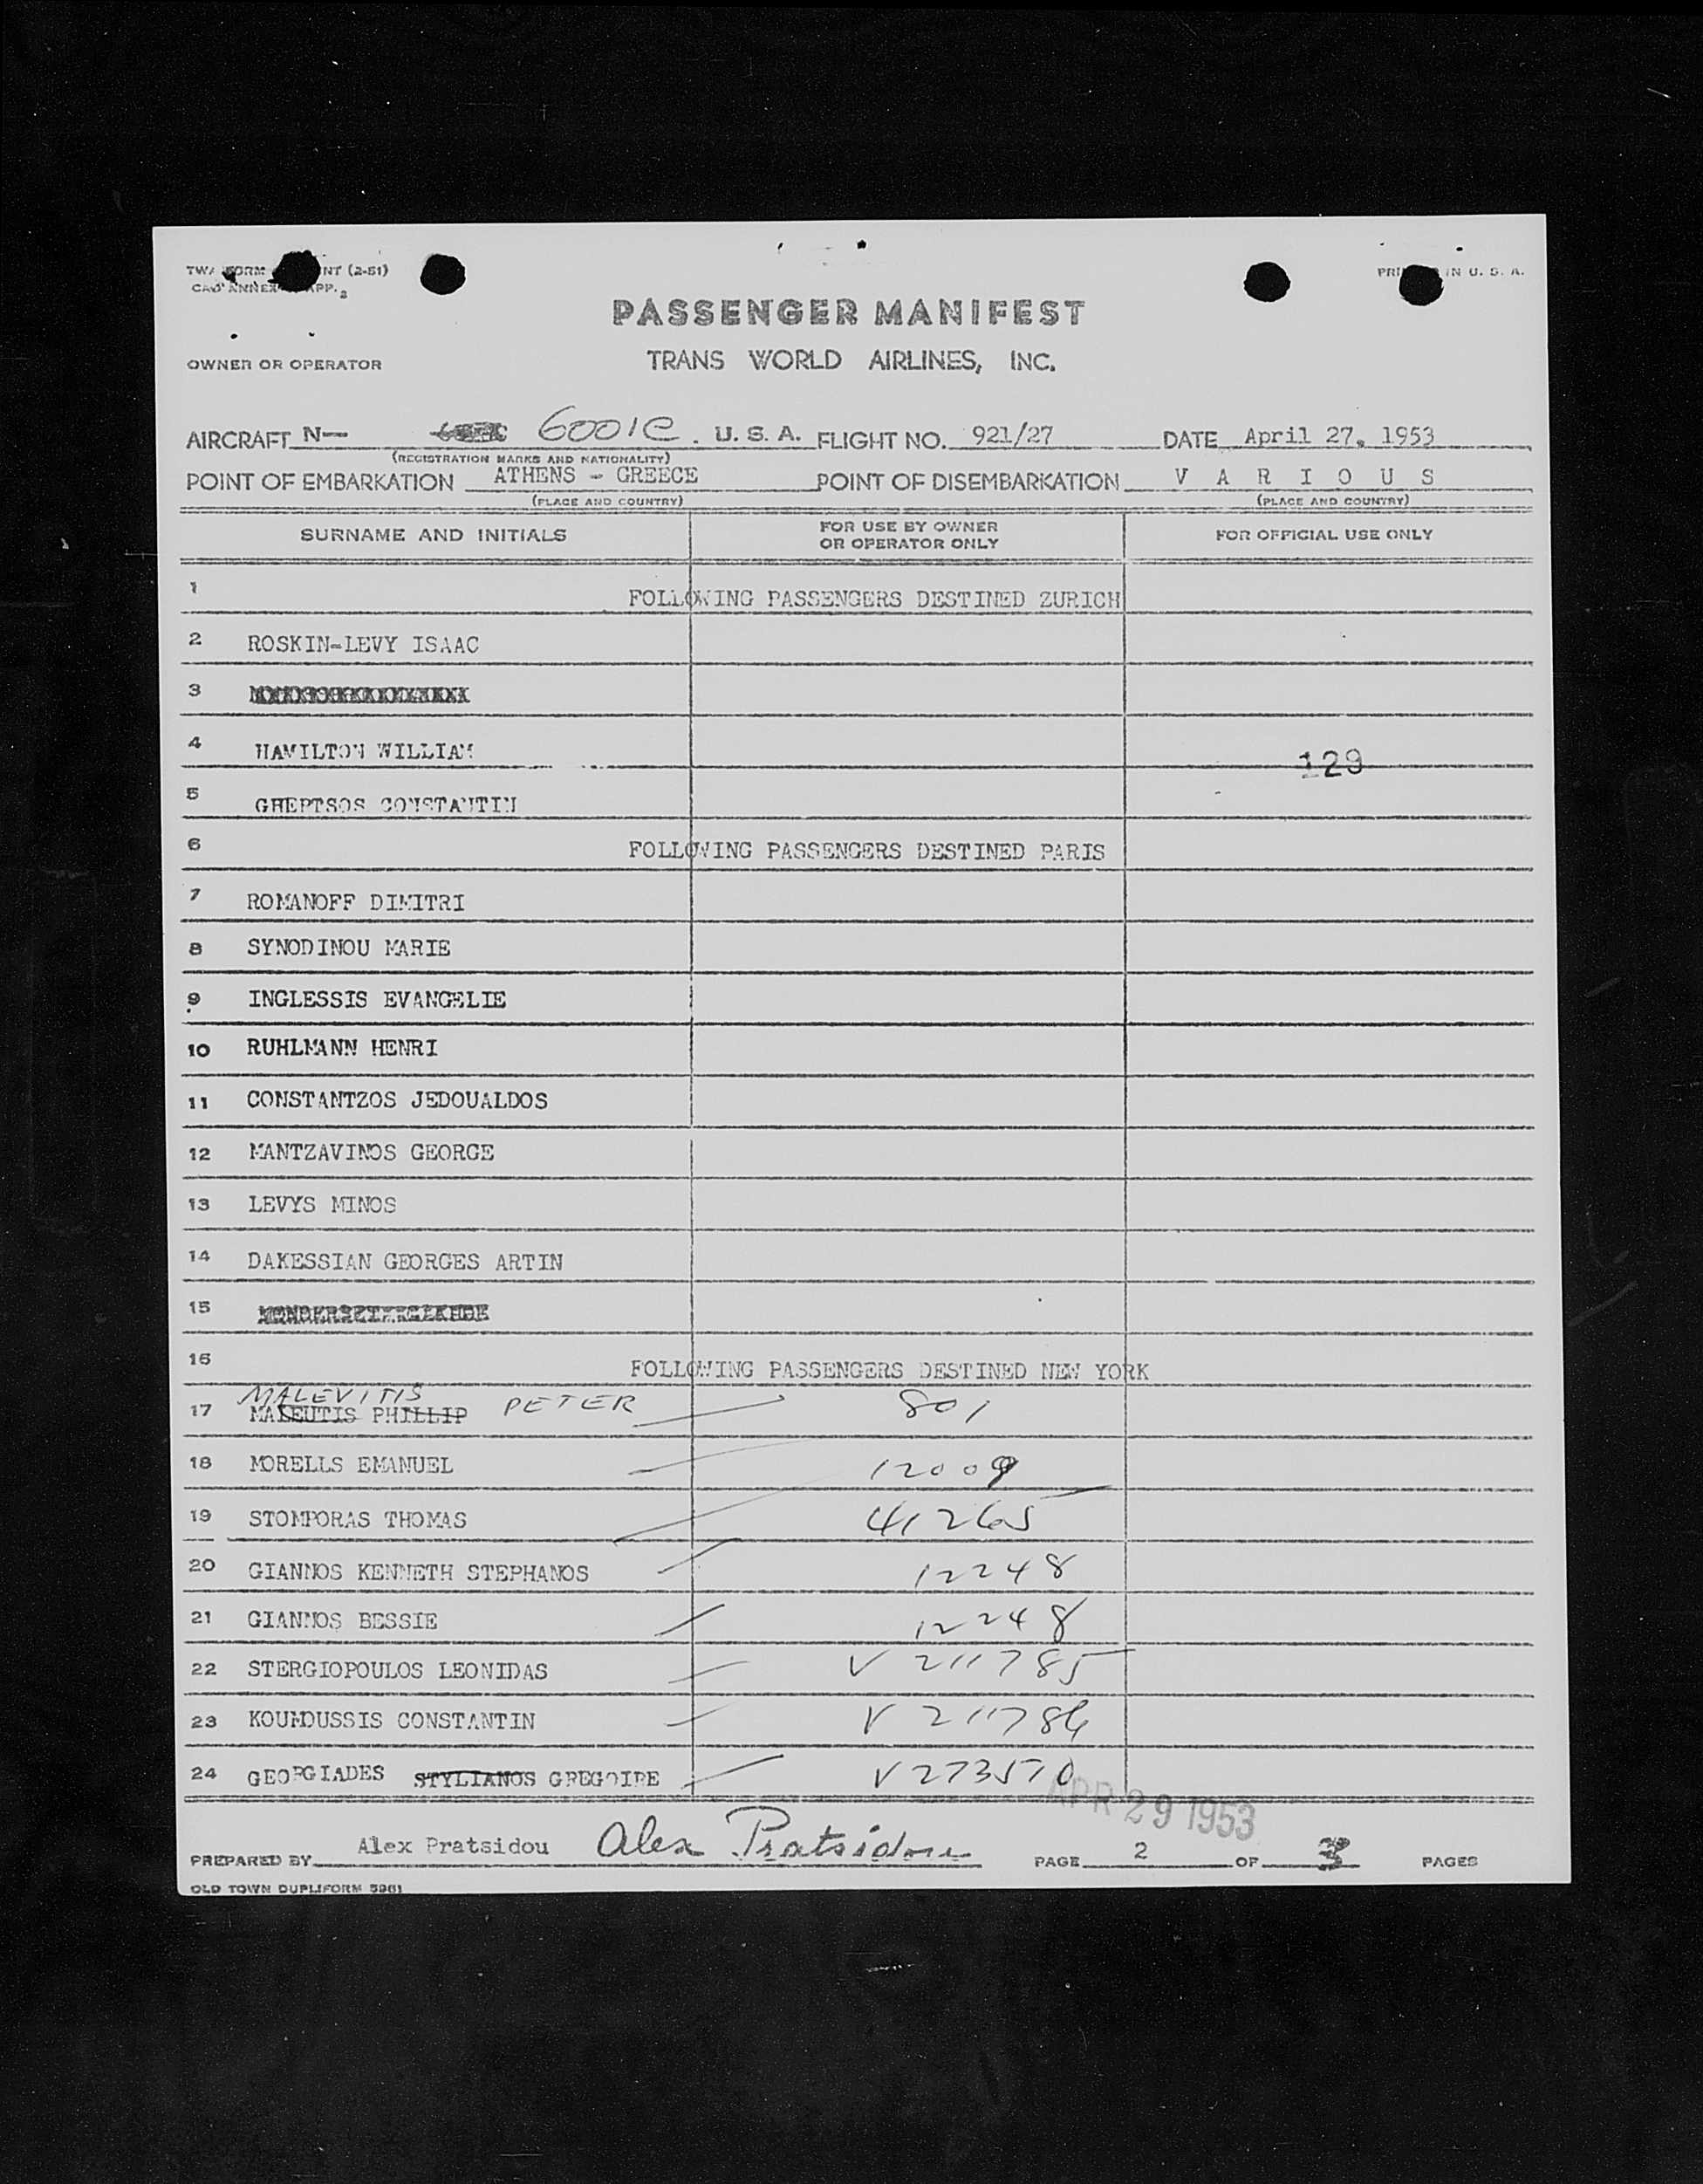 (2-51)
PRINTED IN U. S. A.
PASSENGER MANIFEST
OWNER OR OPERATOR TRANS WORLD AIRLINES, INC.
AIRCRAFT N— 6001C . U. S. A. FLIGHT NO. 921/27 DATE April 27, 1953
(REGISTRATION MARKS AND NATIONALITY)
POINT OF EMBARKATION ATHENS - GREECE POINT OF DISEMBARKATION V A R I O U S
(PLACE AND COUNTRY) (PLACE AND COUNTRY)
SURNAME AND INITIALS FOR USE BY OWNER OR OPERATOR ONLY FOR OFFICIAL USE ONLY
1 FOLLOWING PASSENGERS DESTINED ZURICH
2 ROSKIN-LEVY ISAAC
3
4 HAMILTON WILLIAM 129
5 GHEPTSOS CONSTANTIN
6 FOLLOWING PASSENGERS DESTINED PARIS
7 ROMANOFF DIMITRI
8 SYNODINOU MARIE
9 INGLESSIS EVANGELIE
10 RUHLMANN HENRI
11 CONSTANTZOS JEDOUALDOS
12 MANTZAVINOS GEORGE
13 LEVYS MINOS
14 DAKESSIAN GEORGES ARTIN
15
16 FOLLOWING PASSENGERS DESTINED NEW YORK
MALEVITIS
17 MALEUTIS PHILLIP PETER 801
18 MORELLS EMANUEL 12009
19 STOMPORAS THOMAS 41265
20 GIANNOS KENNETH STEPHANOS 12248
21 GIANNOS BESSIE 12248
22 STERGIOPOULOS LEONIDAS V 211785
23 KOUMOUSSIS CONSTANTIN V 211786
24 GEORGIADES STYLIANOS GREGOIRE V 273570
APR 29 1953
PREPARED BY Alex Pratsidou Alex Pratsidou PAGE 2 OF 3 PAGES
OLD TOWN DUPLIFORM 5961